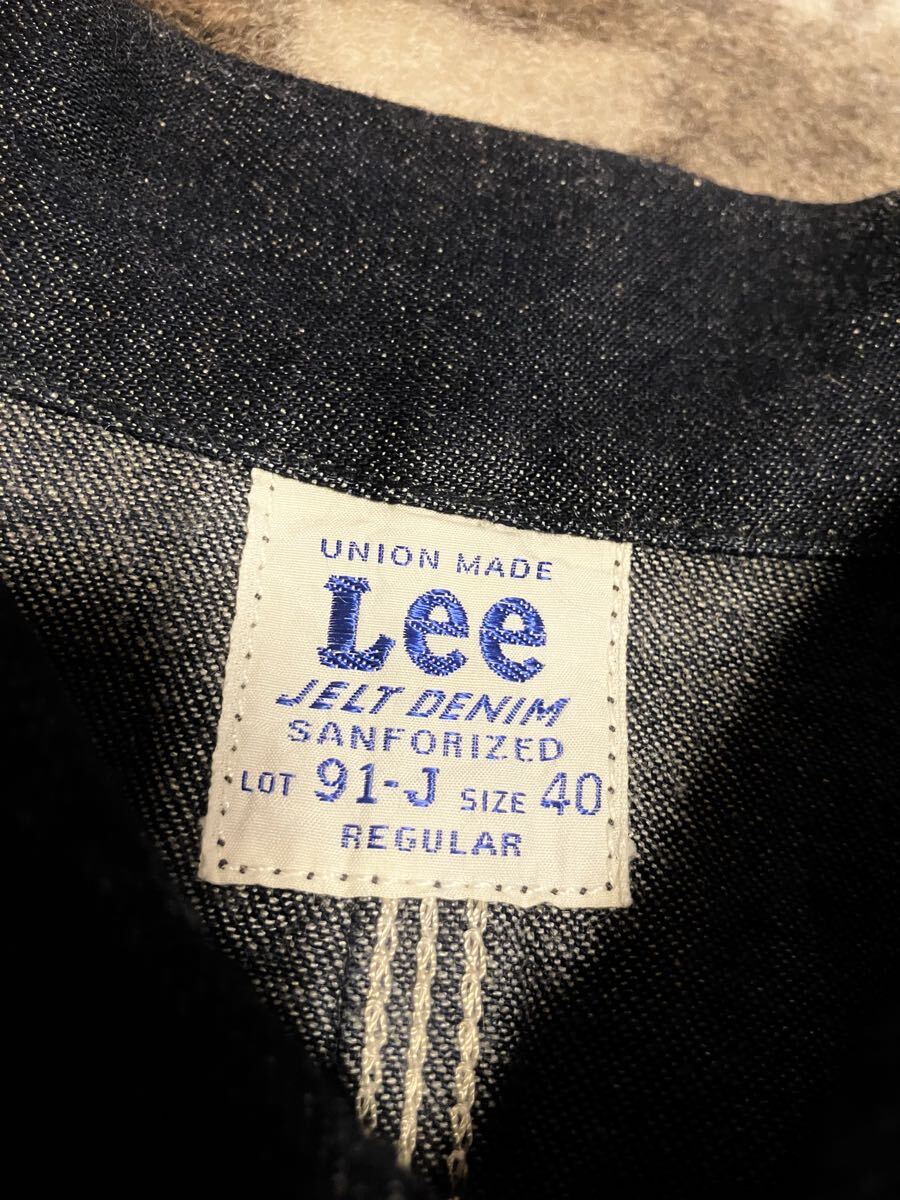 UNION MADE
Lee
JELT DENIM
SANFORIZED
LOT 91-J SIZE 40
REGULAR